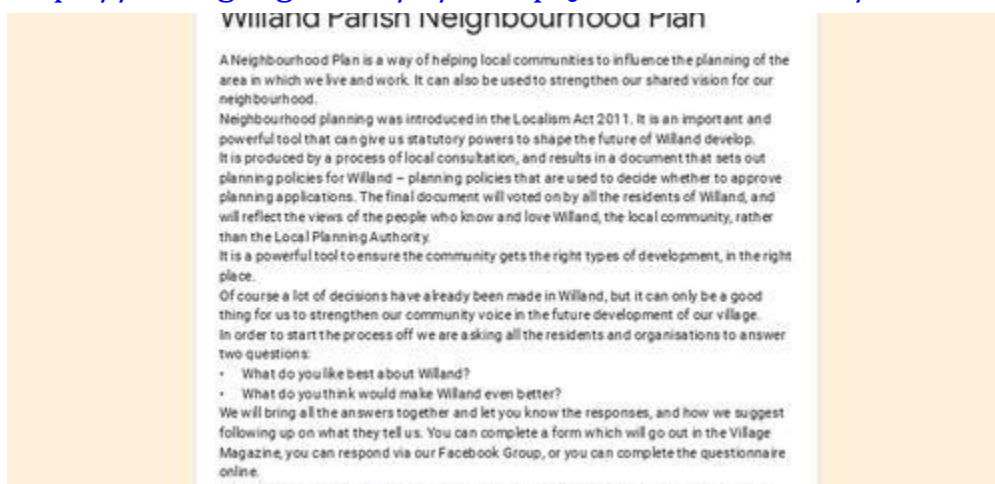 Willand Parish Neighbourhood Plan
A Neighbourhood Plan is a way of helping local communities to influence the planning of the
area in which we live and work. It can also be used to strengthen our shared vision for our
neighbourhood.
Neighbourhood planning was introduced in the Localism Act 2011. It is an important and
powerful tool that can give us statutory powers to shape the future of Willand develop.
It is produced by a process of local consultation, and results in a document that sets out
planning policies for Willand – planning policies that are used to decide whether to approve
planning applications. The final document will voted on by all the residents of Willand, and
will reflect the views of the people who know and love Willand, the local community, rather
than the Local Planning Authority.
It is a powerful tool to ensure the community gets the right types of development, in the right
place.
Of course a lot of decisions have already been made in Willand, but it can only be a good
thing for us to strengthen our community voice in the future development of our village.
In order to start the process off we are asking all the residents and organisations to answer
two questions:
• What do you like best about Willand?
• What do you think would make Willand even better?
We will bring all the answers together and let you know the responses, and how we suggest
following up on what they tell us. You can complete a form which will go out in the Village
Magazine, you can respond via our Facebook Group, or you can complete the questionnaire
online.